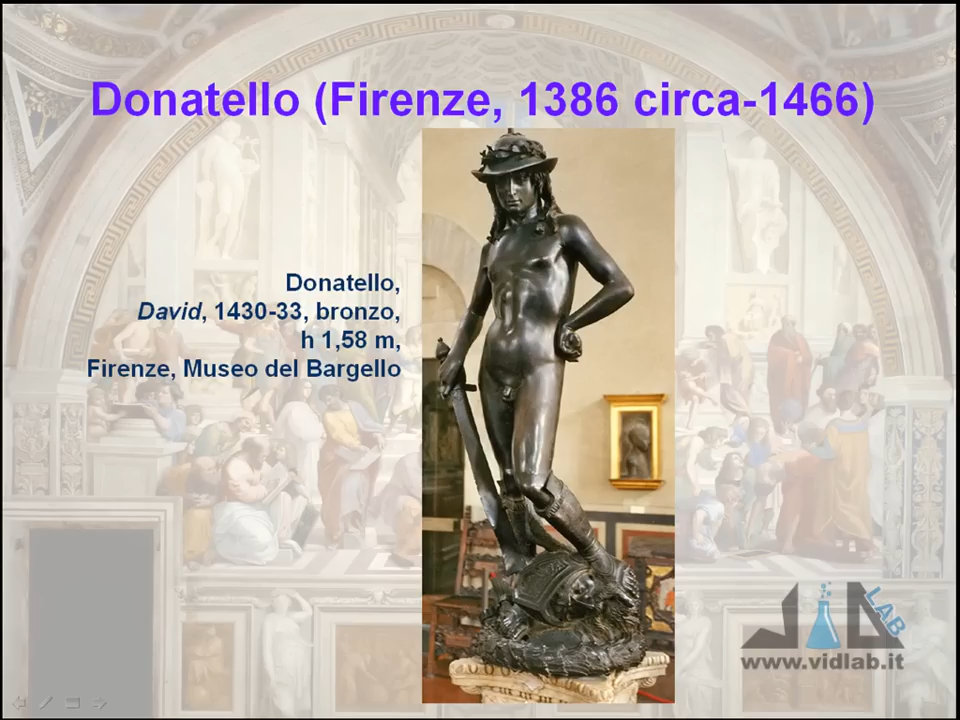 Donatello (Firenze, 1386 circa-1466)
Donatello,
David, 1430-33, bronzo,
h 1,58 m,
Firenze, Museo del Bargello
LAB
www.vidlab.it